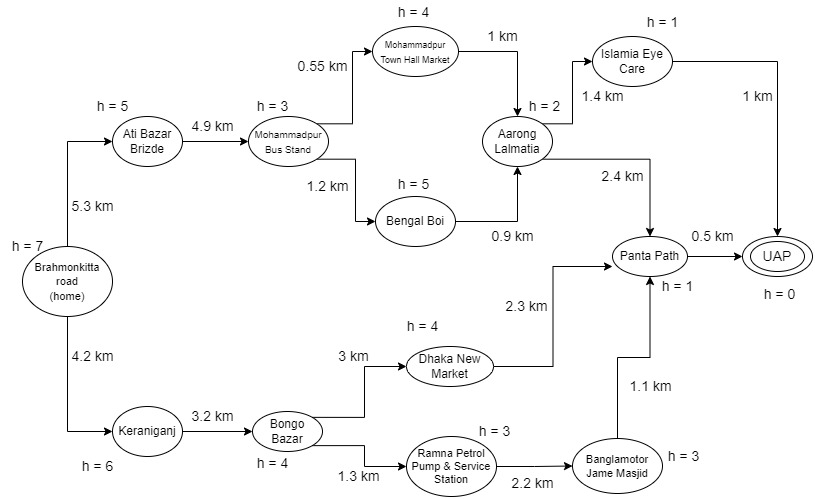 h = 4
h = 1
Mohammadpur
Town Hall Market
1 km
Islamia Eye
Care
0.55 km
h = 5
h = 3
h = 2
1.4 km
1 km
Ati Bazar
Brizde
4.9 km
Mohammadpur
Bus Stand
Aarong
Lalmatia
1.2 km
h = 5
2.4 km
5.3 km
Bengal Boi
0.9 km
0.5 km
h = 7
Brahmonkitta
road
(home)
Panta Path
UAP
h = 1
h = 0
2.3 km
h = 4
4.2 km
3 km
Dhaka New
Market
1.1 km
3.2 km
Keraniganj
Bongo
Bazar
h = 3
h = 6
h = 4
Ramna Petrol
Pump & Service
Station
Banglamotor
Jame Masjid
h = 3
1.3 km
2.2 km